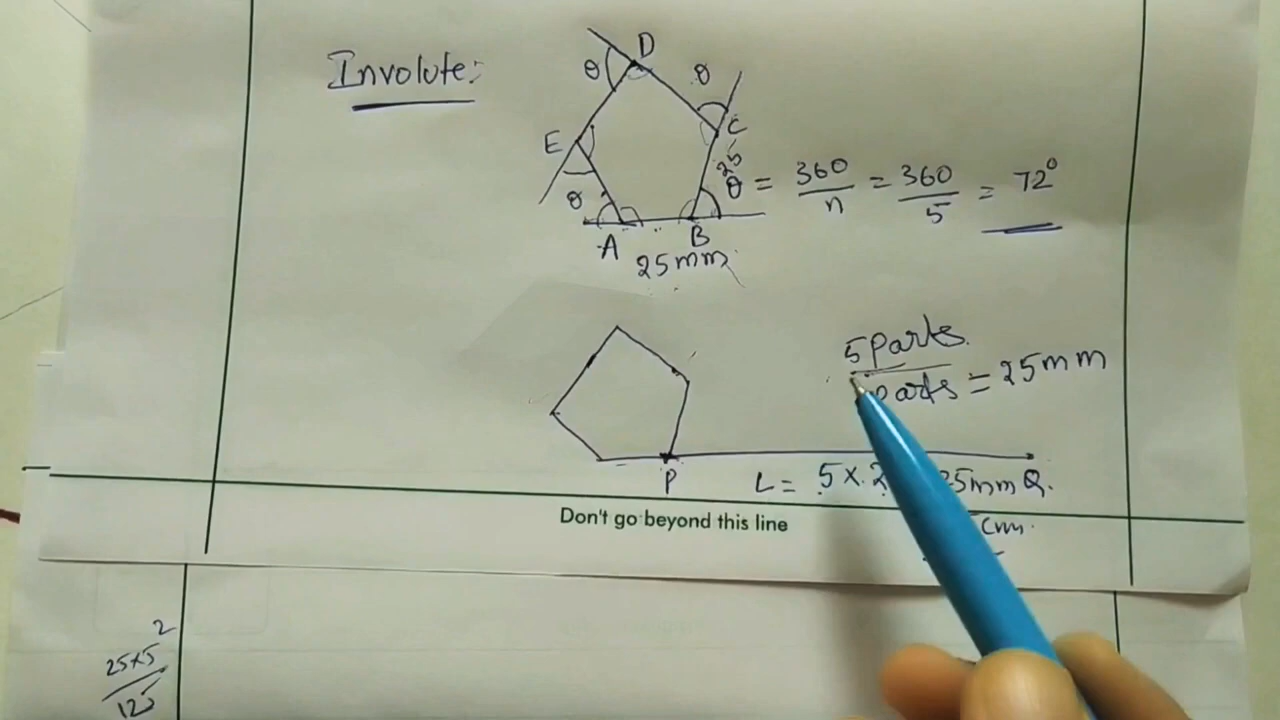 Involute:
D
θ
θ
E
C
25
θ
θ = 360/n = 360/5 = 72°
A
B
25mm
5 Parts
parts = 25mm
P
L = 5 x 2 25mm Q.
Don't go beyond this line
cm.
25x5 2
125